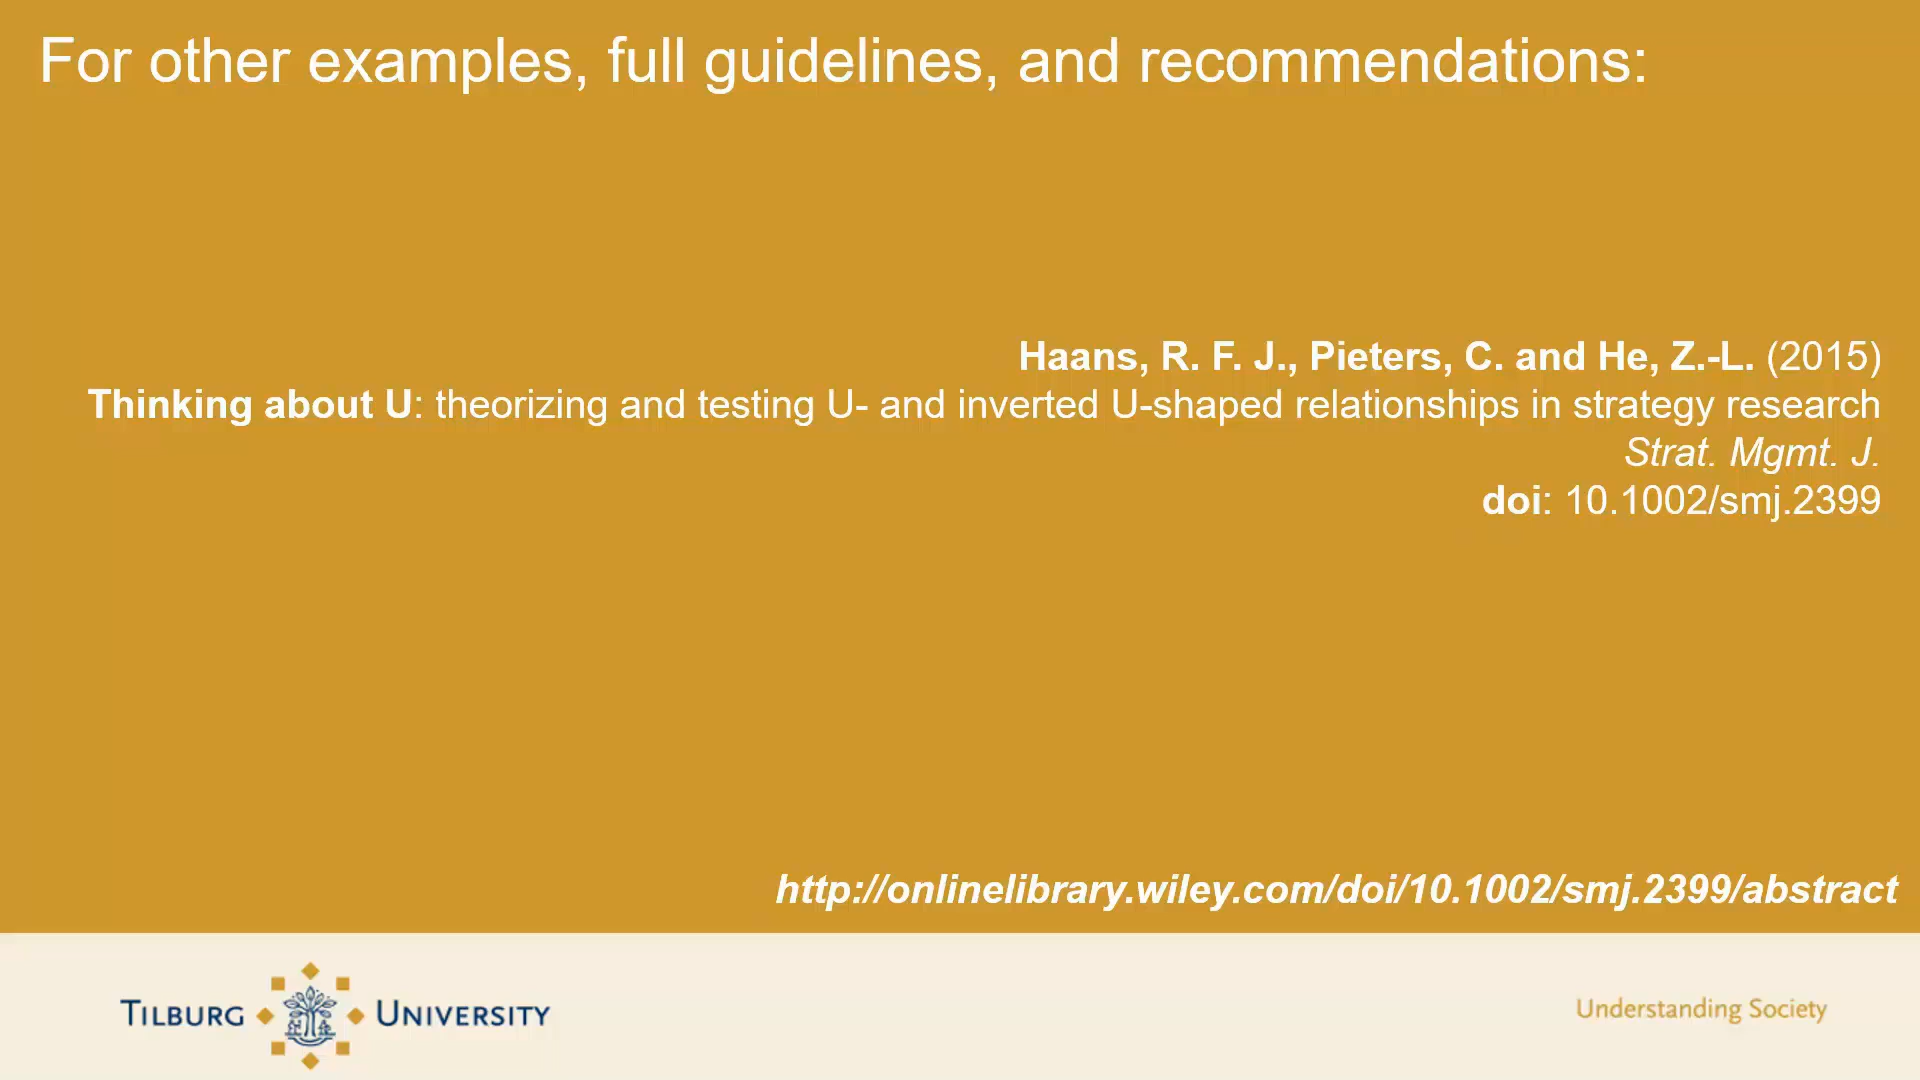 For other examples, full guidelines, and recommendations:
Haans, R. F. J., Pieters, C. and He, Z.-L. (2015)
Thinking about U: theorizing and testing U- and inverted U-shaped relationships in strategy research
Strat. Mgmt. J.
doi: 10.1002/smj.2399
http://onlinelibrary.wiley.com/doi/10.1002/smj.2399/abstract
TILBURG UNIVERSITY
Understanding Society